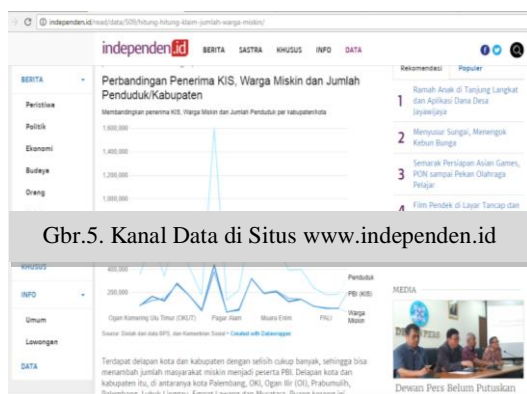 independen.id/read/data/509/hitung-hitung-klaim-jumlah-warga-miskin/
independen.id BERITA SASTRA KHUSUS INFO DATA
BERITA
Peristiwa
Politik
Ekonomi
Budaya
Orang
Perbandingan Penerima KIS, Warga Miskin dan Jumlah
Penduduk/Kabupaten
Membandingkan penerima KIS, Warga Miskin dan Jumlah Penduduk per kabupaten/kota
1,600,000
1,400,000
1,200,000
1,000,000
Rekomendasi Populer
1 Ramah Anak di Tanjung Langkat
dan Aplikasi Dana Desa
Jayawijaya
2 Menyusur Sungai, Menengok
Kebun Bunga
3 Semarak Persiapan Asian Games,
PON sampai Pekan Olahraga
Pelajar
4 Film Pendek di Layar Tancap dan
Gbr.5. Kanal Data di Situs www.independen.id
KHUSUS
INFO
Umum
Lowongan
DATA
400,000
200,000
Penduduk
PBI (KIS)
Warga
Miskin
Ogan Komering Ulu Timur (OKUT) Pagar Alam Muara Enim PALI
Source: Diolah dari data BPS, dan Kementrian Sosial • Created with Datawrapper
Terdapat delapan kota dan kabupaten dengan selisih cukup banyak, sehingga bisa
menambah jumlah masyarakat miskin menjadi peserta PBI. Delapan kota dan
kabupaten itu, di antaranya kota Palembang, OKI, Ogan Ilir (OI), Prabumulih,
MEDIA
Dewan Pers Belum Putuskan